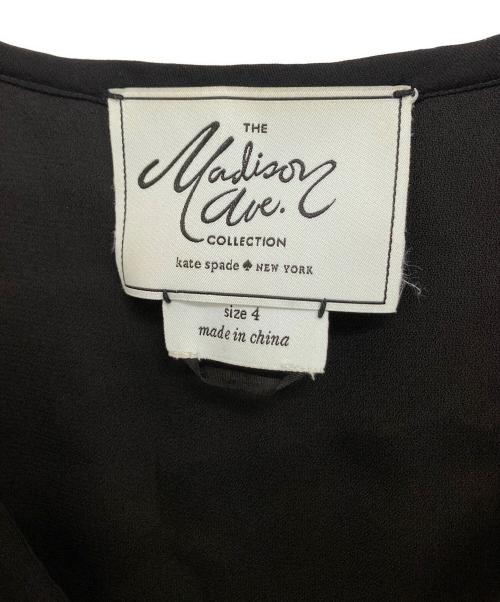 THE
Madison
Ave.
COLLECTION
kate spade ♠ NEW YORK
size 4
made in china